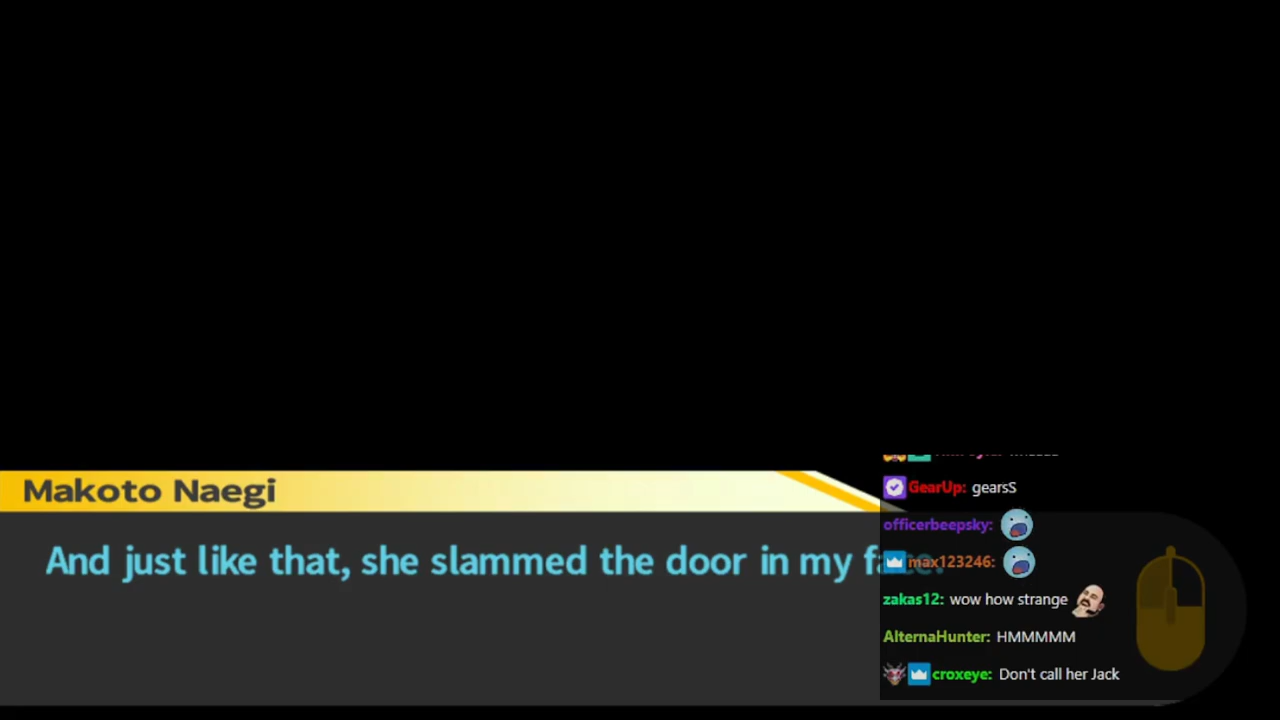 Makoto Naegi
And just like that, she slammed the door in my face.
GearUp: gearsS
officerbeepsky:
max123246:
zakas12: wow how strange
AlternaHunter: HMMMMM
croxeye: Don't call her Jack